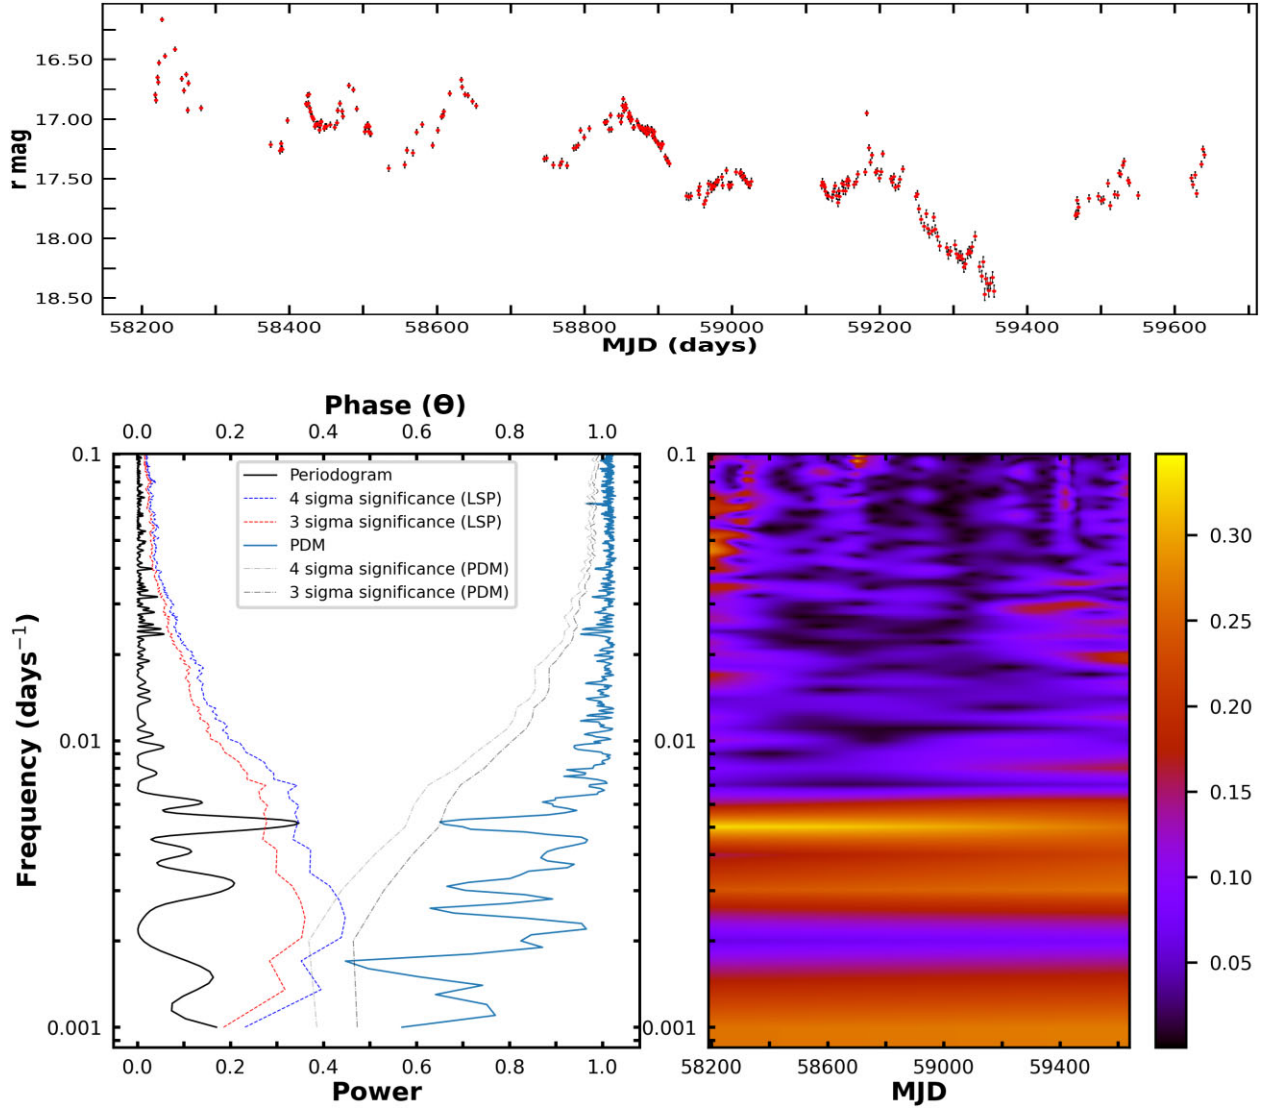 r mag
16.50
17.00
17.50
18.00
18.50
58200 58400 58600 58800 59000 59200 59400 59600
MJD (days)
Phase (Θ)
0.0 0.2 0.4 0.6 0.8 1.0
Periodogram
4 sigma significance (LSP)
3 sigma significance (LSP)
PDM
4 sigma significance (PDM)
3 sigma significance (PDM)
Frequency (days⁻¹)
0.1
0.01
0.001
0.0 0.2 0.4 0.6 0.8 1.0
Power
0.1
0.01
0.001
58200 58600 59000 59400
MJD
0.30
0.25
0.20
0.15
0.10
0.05